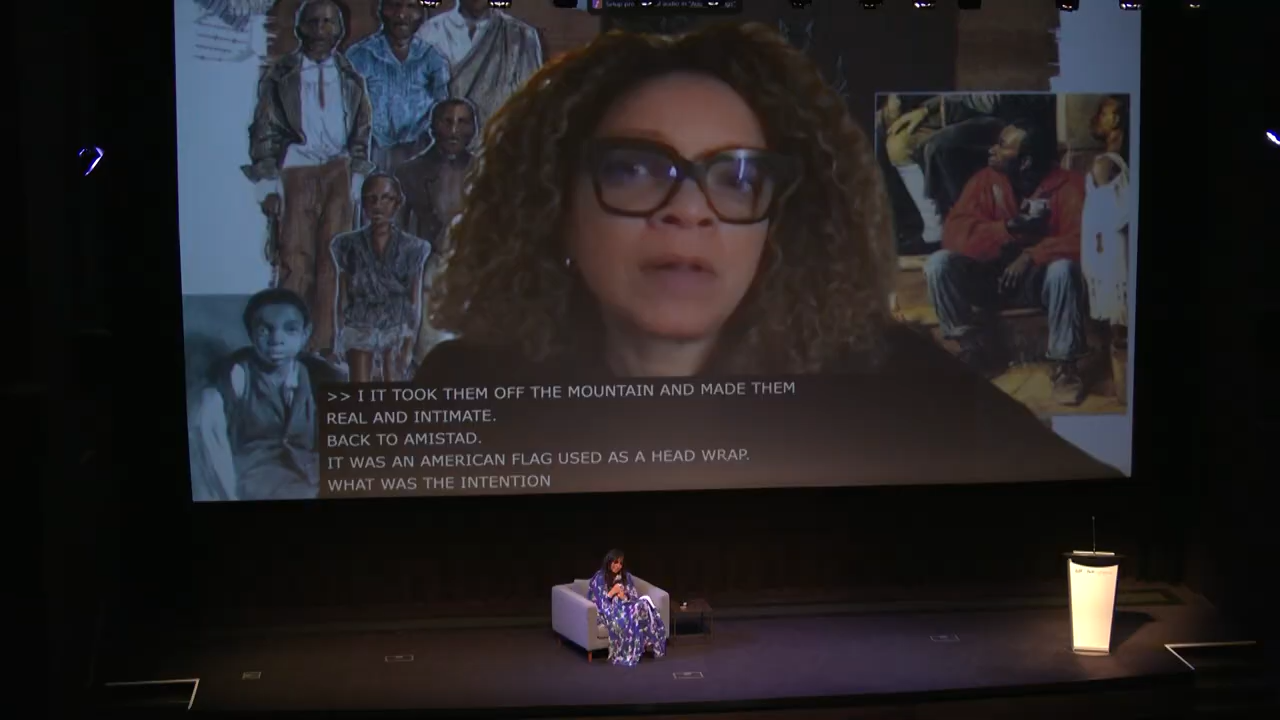 >> I IT TOOK THEM OFF THE MOUNTAIN AND MADE THEM
REAL AND INTIMATE.
BACK TO AMISTAD.
IT WAS AN AMERICAN FLAG USED AS A HEAD WRAP.
WHAT WAS THE INTENTION